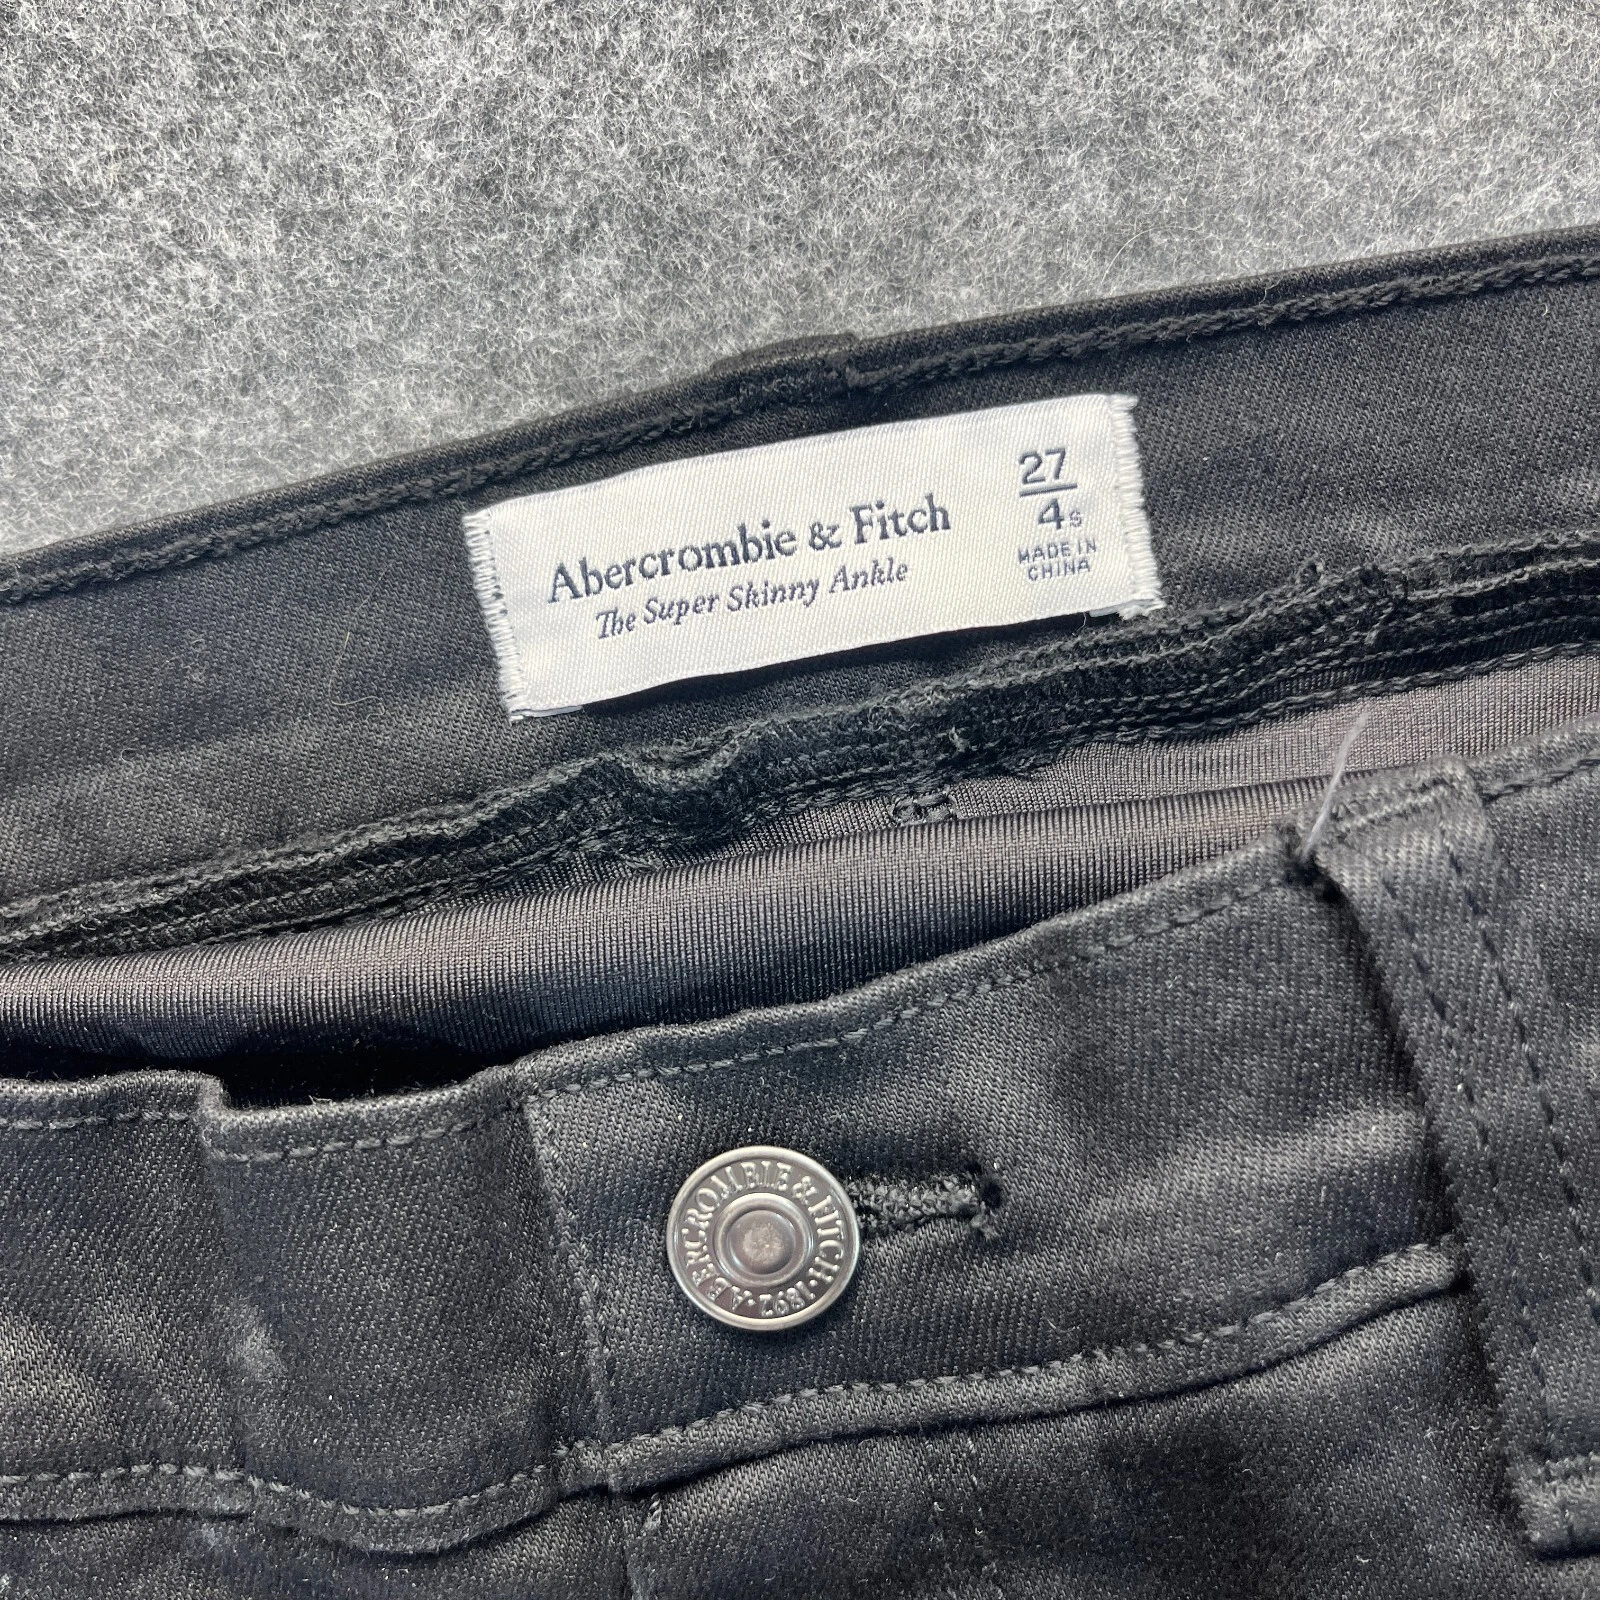 Abercrombie & Fitch
The Super Skinny Ankle
27
4s
MADE IN
CHINA
ABERCROMBIE & FITCH · 1892 ·